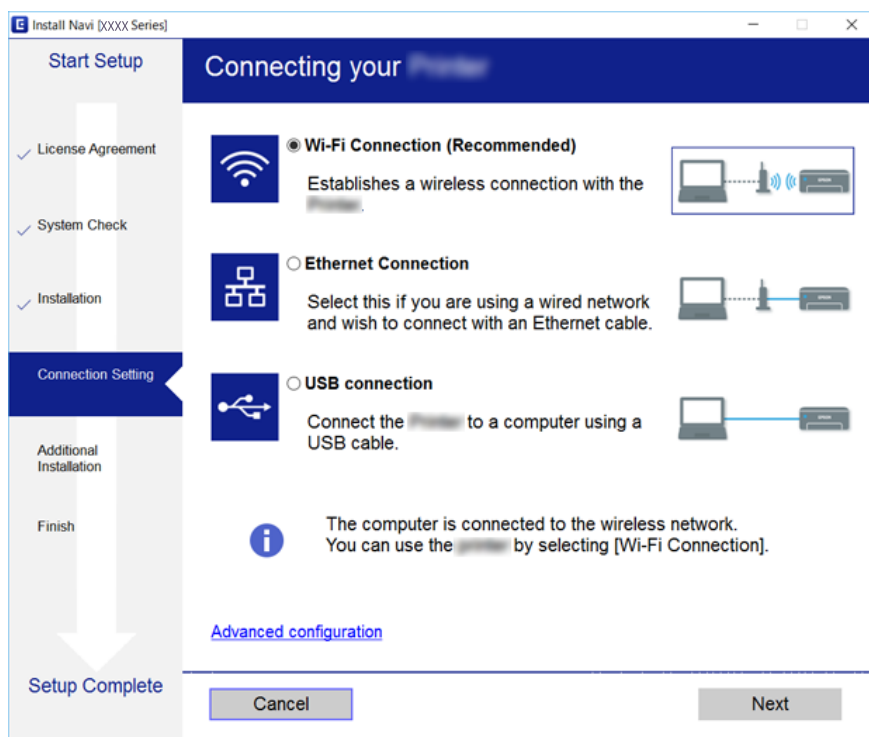 Install Navi [XXXX Series]
Start Setup
License Agreement
System Check
Installation
Connection Setting
Additional
Installation
Finish
Setup Complete
Connecting your
Wi-Fi Connection (Recommended)
Establishes a wireless connection with the
.
Ethernet Connection
Select this if you are using a wired network
and wish to connect with an Ethernet cable.
USB connection
Connect the to a computer using a
USB cable.
The computer is connected to the wireless network.
You can use the by selecting [Wi-Fi Connection].
Advanced configuration
Cancel
Next